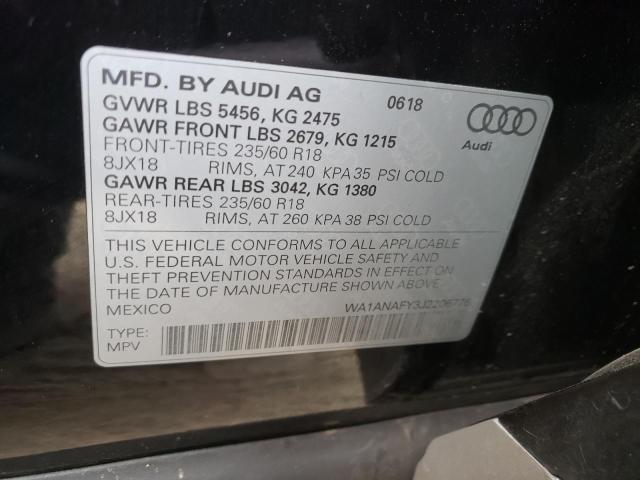 MFD. BY AUDI AG 0618
GVWR LBS 5456, KG 2475
GAWR FRONT LBS 2679, KG 1215
FRONT-TIRES 235/60 R18
8JX18 RIMS, AT 240 KPA 35 PSI COLD
GAWR REAR LBS 3042, KG 1380
REAR-TIRES 235/60 R18
8JX18 RIMS, AT 260 KPA 38 PSI COLD
Audi
THIS VEHICLE CONFORMS TO ALL APPLICABLE
U.S. FEDERAL MOTOR VEHICLE SAFETY AND
THEFT PREVENTION STANDARDS IN EFFECT
ON THE DATE OF MANUFACTURE SHOWN ABOVE
MEXICO WA1ANAFY3J2206776
TYPE:
MPV